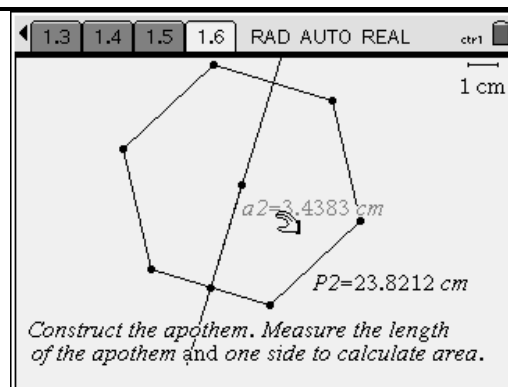 1.3 1.4 1.5 1.6 RAD AUTO REAL ctrl
1 cm
a2=3.4383 cm
P2=23.8212 cm
Construct the apothem. Measure the length
of the apothem and one side to calculate area.